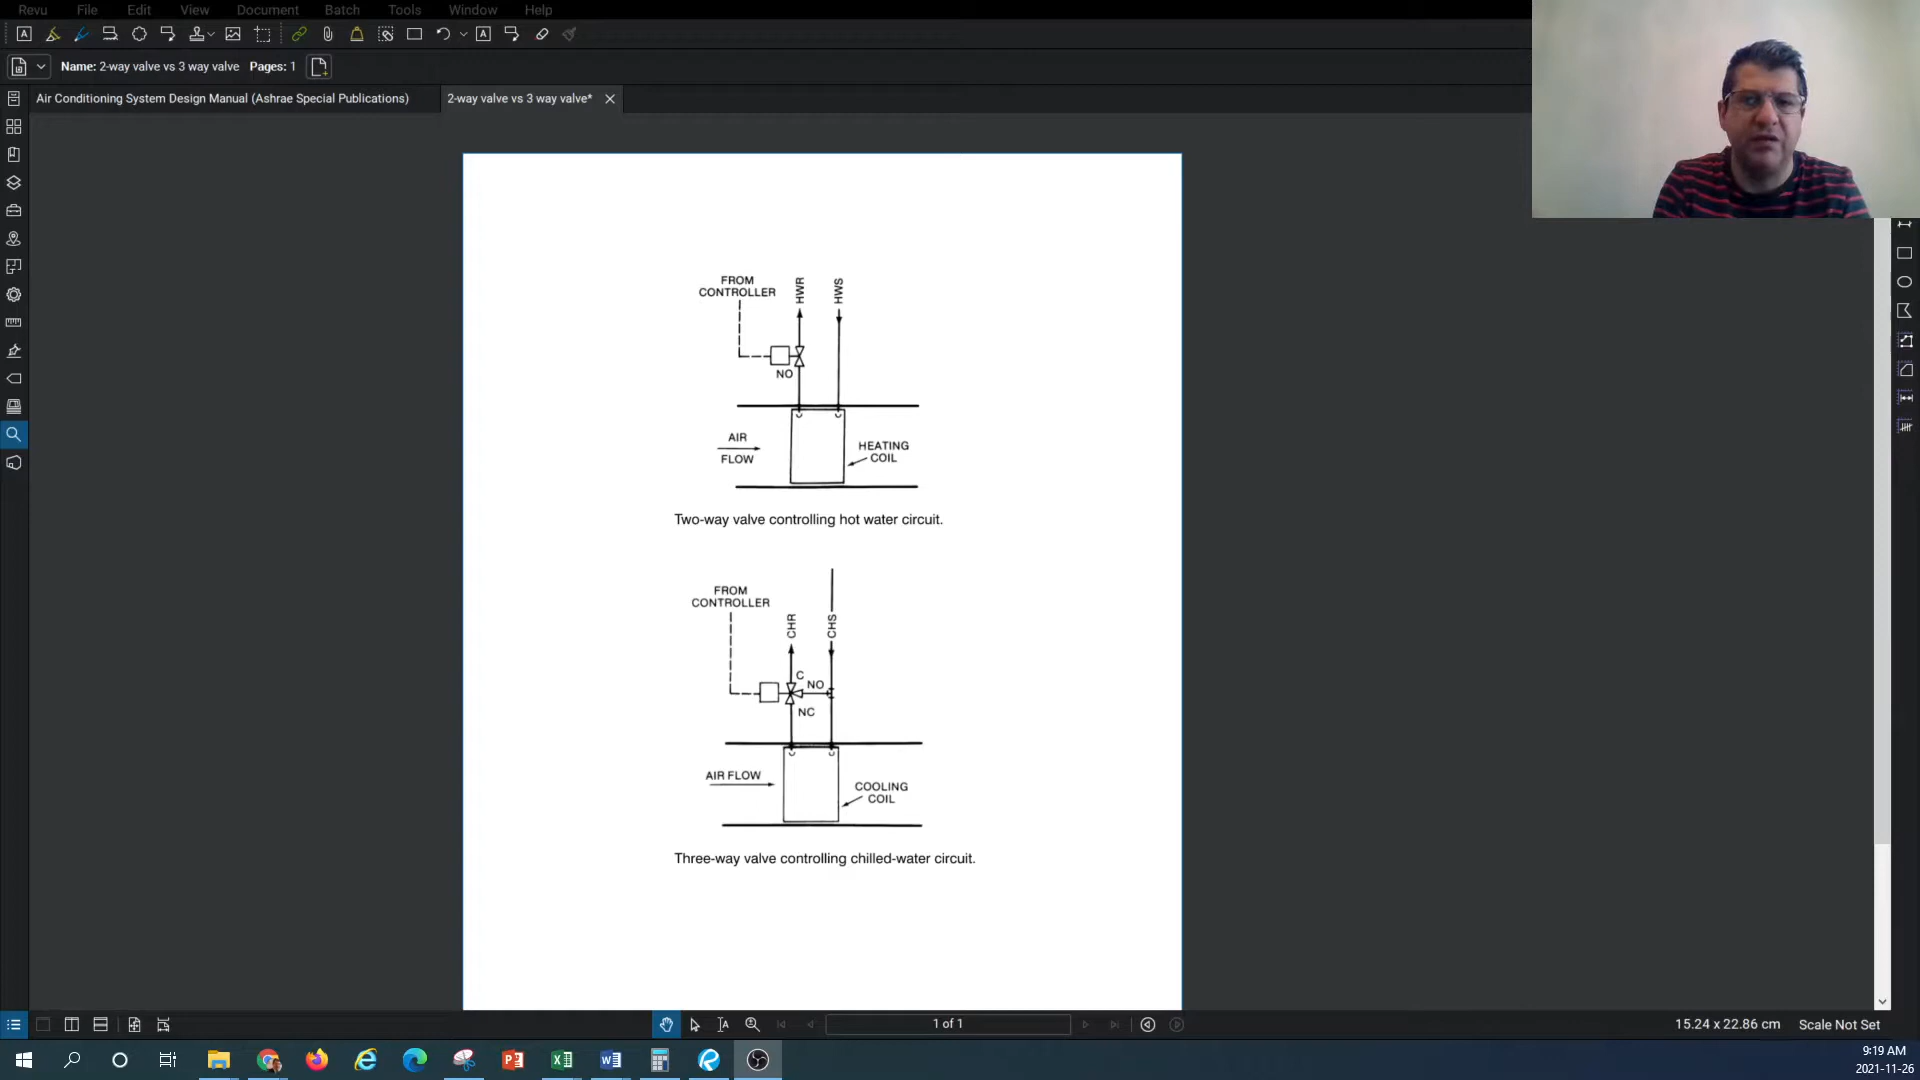 Revu File Edit View Document Batch Tools Window Help
Name: 2-way valve vs 3 way valve Pages: 1
Air Conditioning System Design Manual (Ashrae Special Publications) 2-way valve vs 3 way valve*
FROM
CONTROLLER
HWR
HWS
NO
AIR
FLOW
HEATING
COIL
Two-way valve controlling hot water circuit.
FROM
CONTROLLER
CHR
CHS
C
NO
NC
AIR FLOW
COOLING
COIL
Three-way valve controlling chilled-water circuit.
1 of 1
15.24 x 22.86 cm Scale Not Set
9:19 AM
2021-11-26